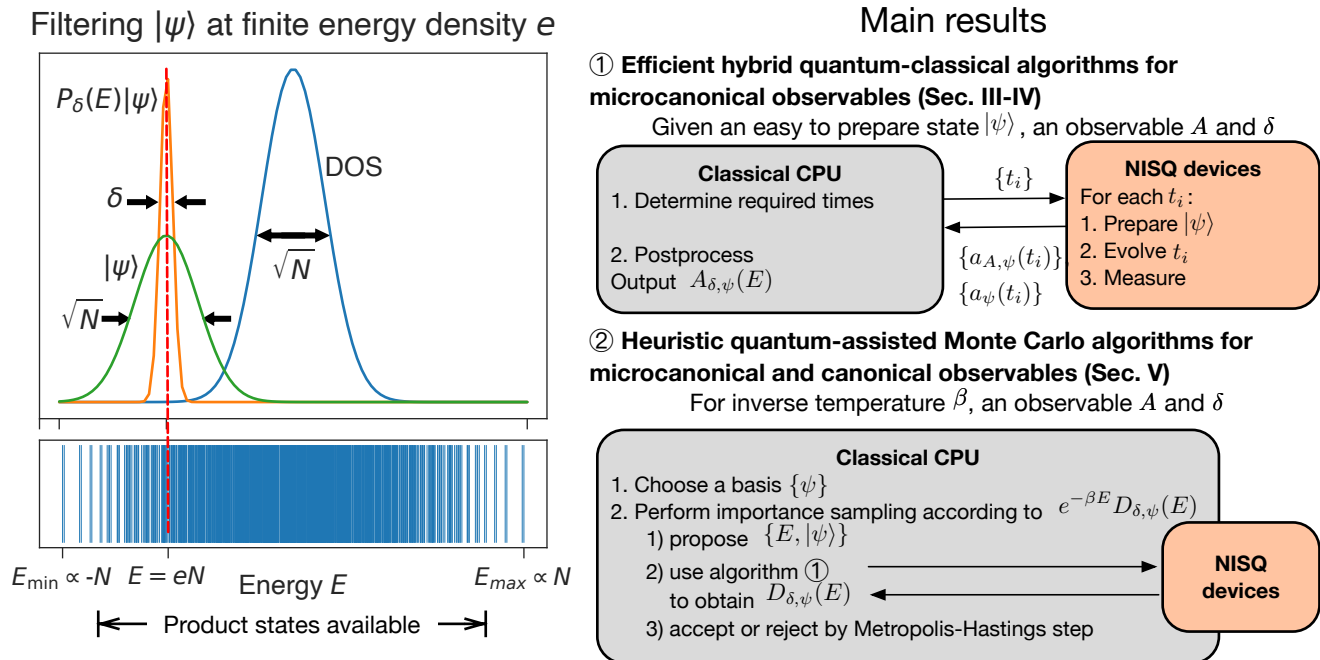 Filtering |ψ⟩ at finite energy density e
P_δ(E)|ψ⟩
DOS
δ
√N
|ψ⟩
√N
E_min ∝ -N
E = eN
Energy E
E_max ∝ N
Product states available
Main results
① Efficient hybrid quantum-classical algorithms for
microcanonical observables (Sec. III-IV)
Given an easy to prepare state |ψ⟩, an observable A and δ
Classical CPU
1. Determine required times
2. Postprocess
Output A_{δ,ψ}(E)
{t_i}
{a_{A,ψ}(t_i)},
{a_ψ(t_i)}
NISQ devices
For each t_i:
1. Prepare |ψ⟩
2. Evolve t_i
3. Measure
② Heuristic quantum-assisted Monte Carlo algorithms for
microcanonical and canonical observables (Sec. V)
For inverse temperature β, an observable A and δ
Classical CPU
1. Choose a basis {ψ}
2. Perform importance sampling according to e^{-βE} D_{δ,ψ}(E)
1) propose {E, |ψ⟩}
2) use algorithm ①
to obtain D_{δ,ψ}(E)
3) accept or reject by Metropolis-Hastings step
NISQ
devices